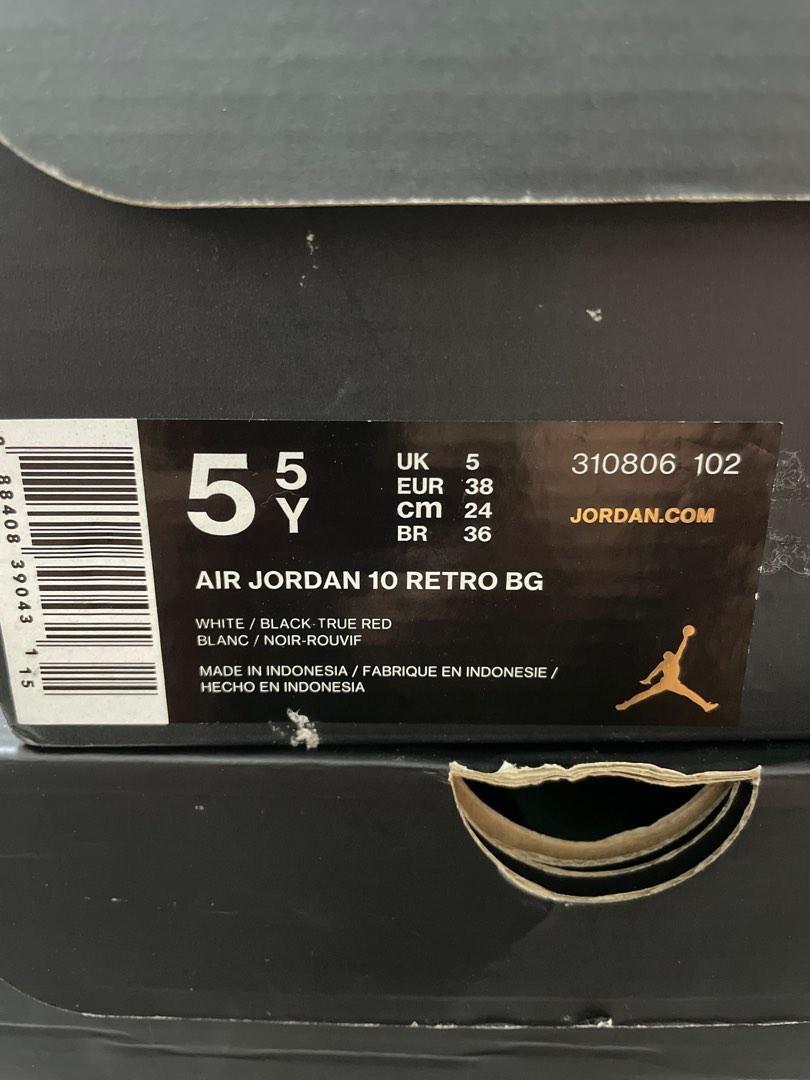 5 5 Y
UK 5
EUR 38
cm 24
BR 36
310806 102
JORDAN.COM
AIR JORDAN 10 RETRO BG
WHITE / BLACK-TRUE RED
BLANC / NOIR-ROUVIF
MADE IN INDONESIA / FABRIQUE EN INDONESIE /
HECHO EN INDONESIA
88408 39043 1 15